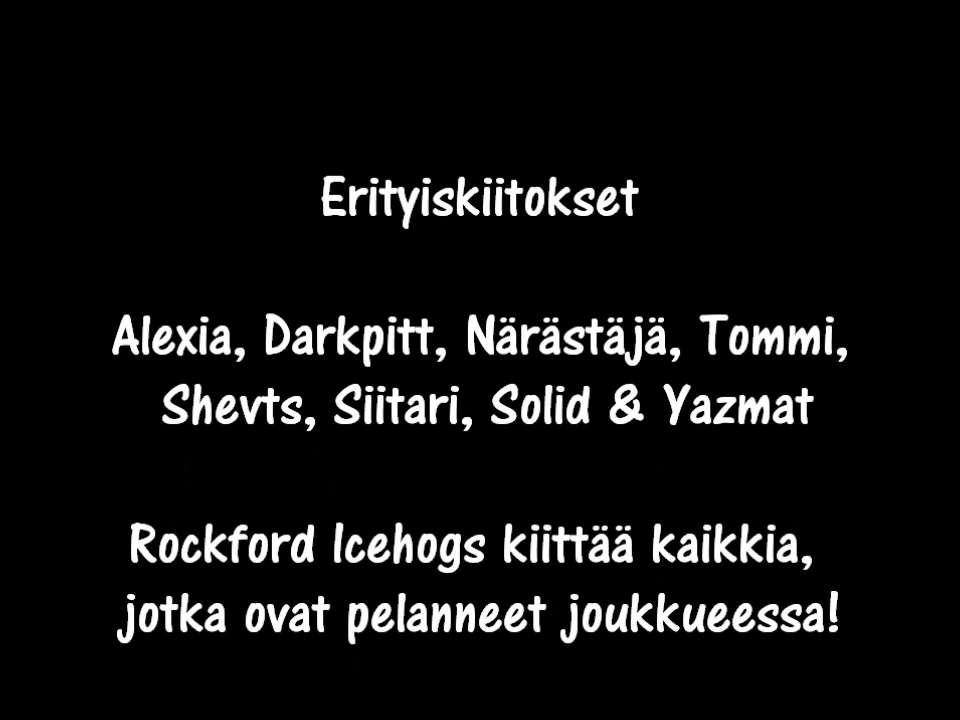 Erityiskiitokset
Alexia, Darkpitt, Närästäjä, Tommi,
Shevts, Siitari, Solid & Yazmat
Rockford Icehogs kiittää kaikkia,
jotka ovat pelanneet joukkueessa!